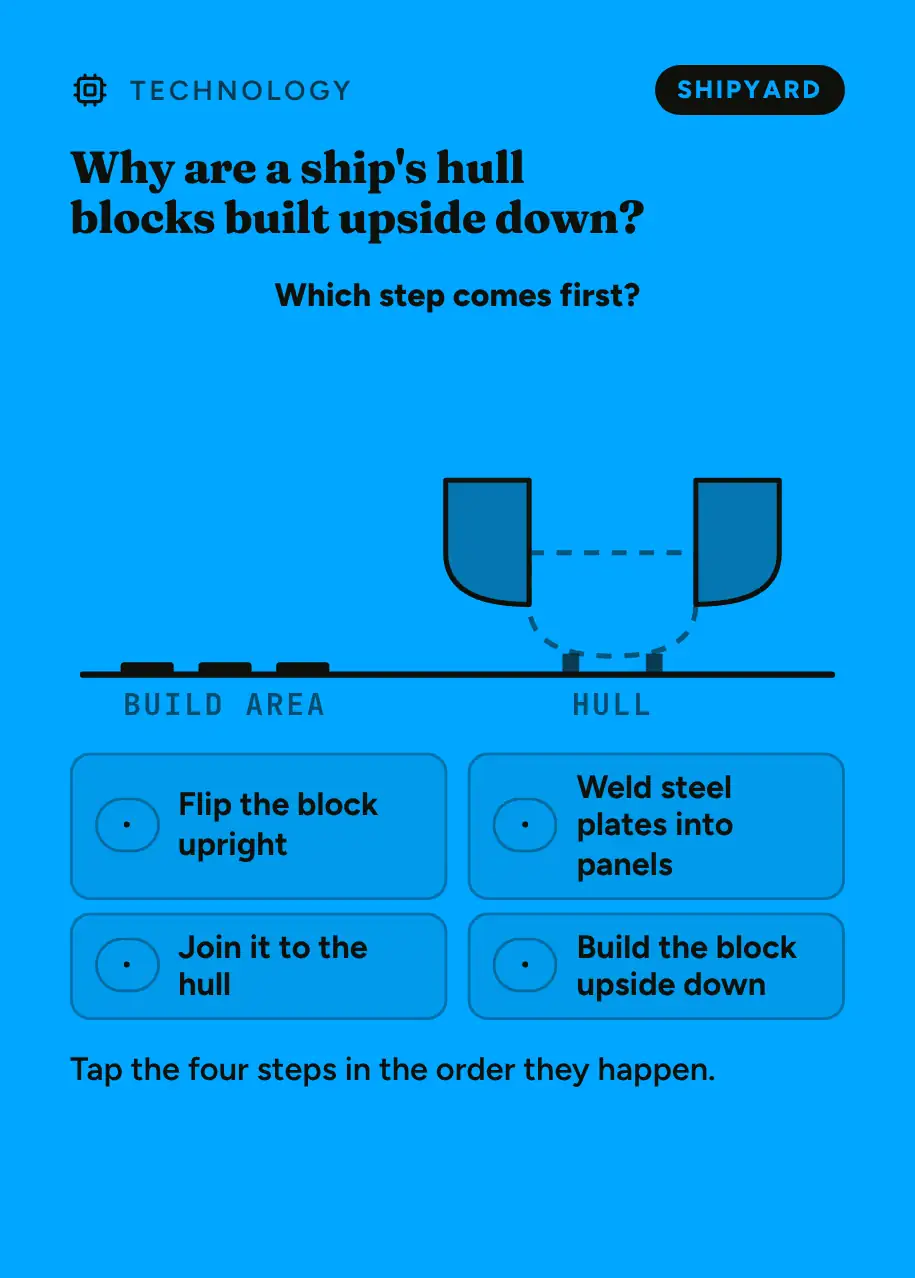 TECHNOLOGY
SHIPYARD
Why are a ship's hull
blocks built upside down?
Which step comes first?
BUILD AREA
HULL
Flip the block
upright
Weld steel
plates into
panels
Join it to the
hull
Build the block
upside down
Tap the four steps in the order they happen.